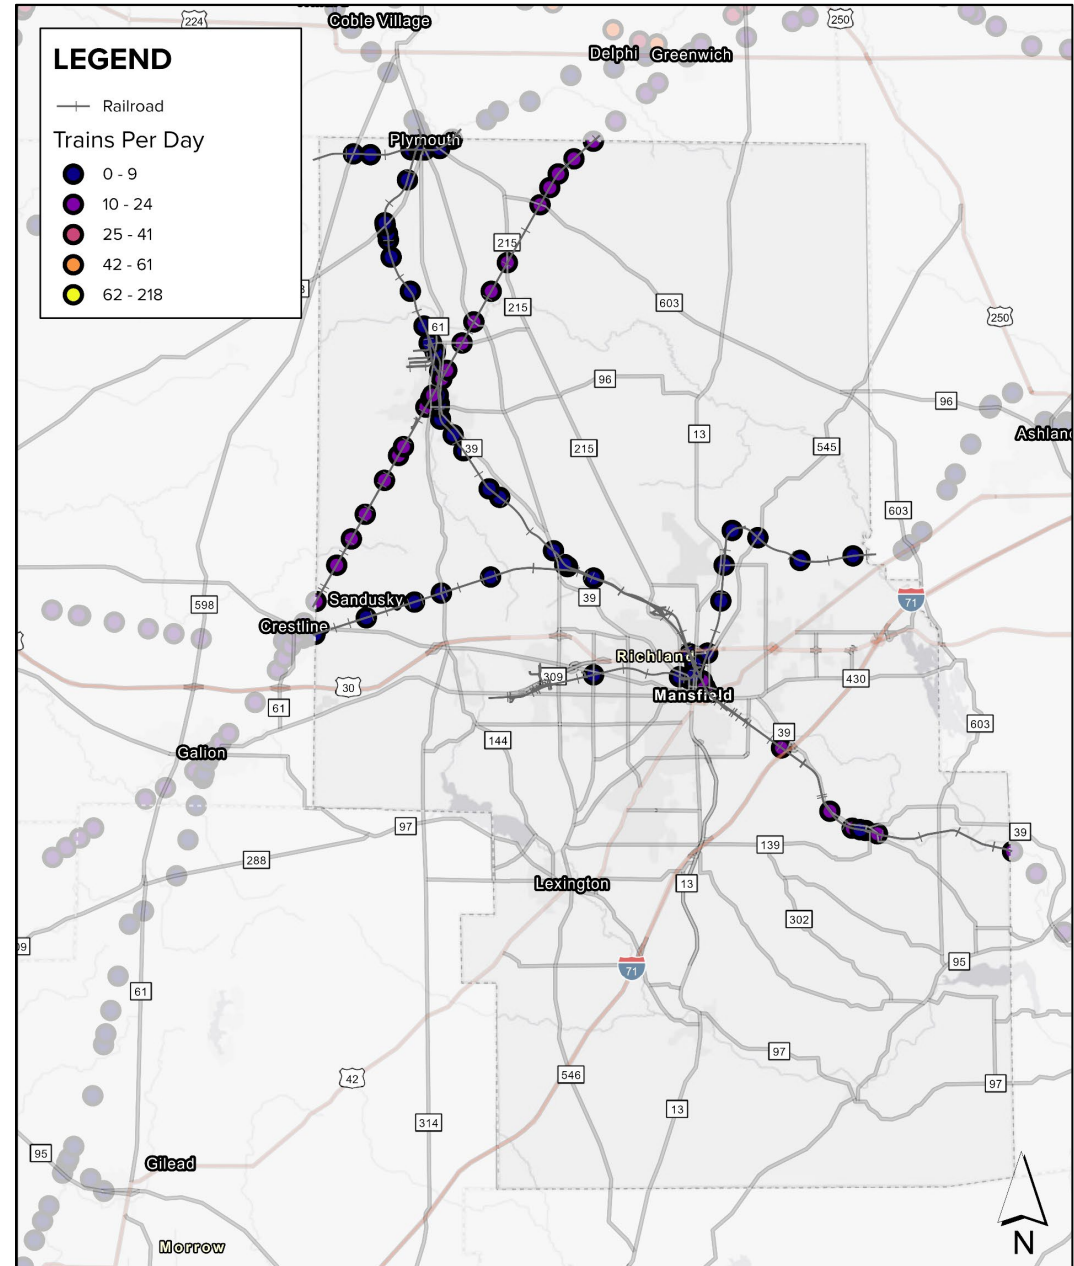 Coble Village
224
250
Delphi
Greenwich
LEGEND
Railroad
Trains Per Day
0 - 9
10 - 24
25 - 41
42 - 61
62 - 218
Plymouth
215
215
61
603
250
96
96
13
545
39
215
Ashland
603
598
Sandusky
39
71
Crestline
Richland
309
Mansfield
430
30
61
603
39
144
Galion
97
39
139
288
Lexington
13
302
95
71
61
97
42
546
97
13
314
95
Gilead
Morrow
N